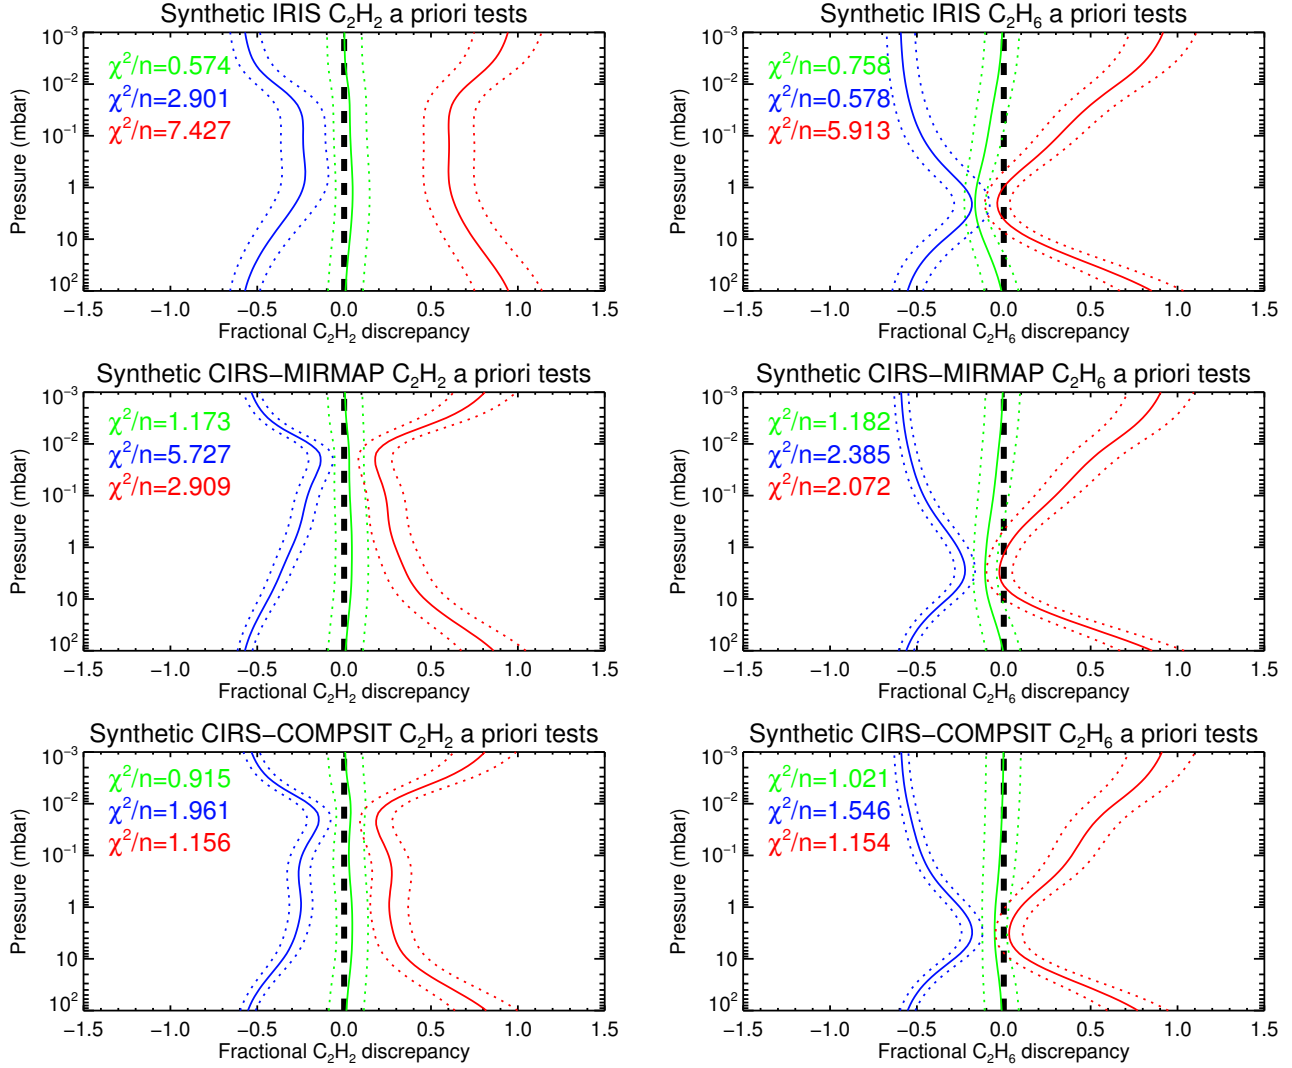 Synthetic IRIS C₂H₂ a priori tests
χ²/n=0.574
χ²/n=2.901
χ²/n=7.427
Pressure (mbar)
10⁻³
10⁻²
10⁻¹
1
10
10²
−1.5 −1.0 −0.5 0.0 0.5 1.0 1.5
Fractional C₂H₂ discrepancy
Synthetic IRIS C₂H₆ a priori tests
χ²/n=0.758
χ²/n=0.578
χ²/n=5.913
Pressure (mbar)
10⁻³
10⁻²
10⁻¹
1
10
10²
−1.5 −1.0 −0.5 0.0 0.5 1.0 1.5
Fractional C₂H₆ discrepancy
Synthetic CIRS−MIRMAP C₂H₂ a priori tests
χ²/n=1.173
χ²/n=5.727
χ²/n=2.909
Pressure (mbar)
10⁻³
10⁻²
10⁻¹
1
10
10²
−1.5 −1.0 −0.5 0.0 0.5 1.0 1.5
Fractional C₂H₂ discrepancy
Synthetic CIRS−MIRMAP C₂H₆ a priori tests
χ²/n=1.182
χ²/n=2.385
χ²/n=2.072
Pressure (mbar)
10⁻³
10⁻²
10⁻¹
1
10
10²
−1.5 −1.0 −0.5 0.0 0.5 1.0 1.5
Fractional C₂H₆ discrepancy
Synthetic CIRS−COMPSIT C₂H₂ a priori tests
χ²/n=0.915
χ²/n=1.961
χ²/n=1.156
Pressure (mbar)
10⁻³
10⁻²
10⁻¹
1
10
10²
−1.5 −1.0 −0.5 0.0 0.5 1.0 1.5
Fractional C₂H₂ discrepancy
Synthetic CIRS−COMPSIT C₂H₆ a priori tests
χ²/n=1.021
χ²/n=1.546
χ²/n=1.154
Pressure (mbar)
10⁻³
10⁻²
10⁻¹
1
10
10²
−1.5 −1.0 −0.5 0.0 0.5 1.0 1.5
Fractional C₂H₆ discrepancy